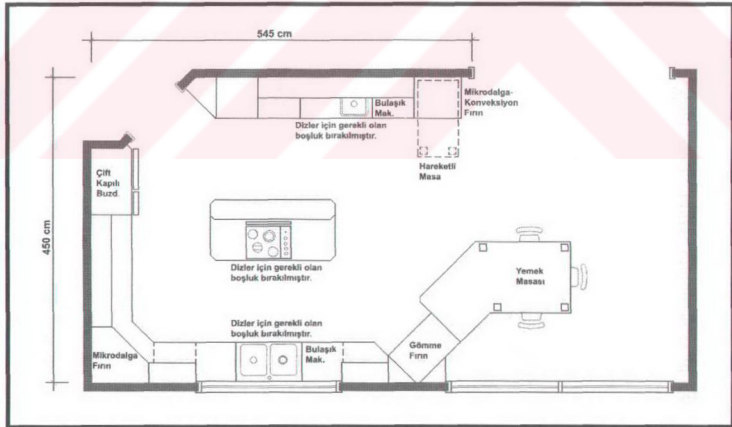 545 cm
450 cm
Bulaşık
Mak.
Mikrodalga-
Konveksiyon
Fırın
Dizler için gerekli olan
boşluk bırakılmıştır.
Hareketli
Masa
Çift
Kapılı
Buzd.
Dizler için gerekli olan
boşluk bırakılmıştır.
Yemek
Masası
Dizler için gerekli olan
boşluk bırakılmıştır.
Mikrodalga
Fırın
Bulaşık
Mak.
Gömme
Fırın